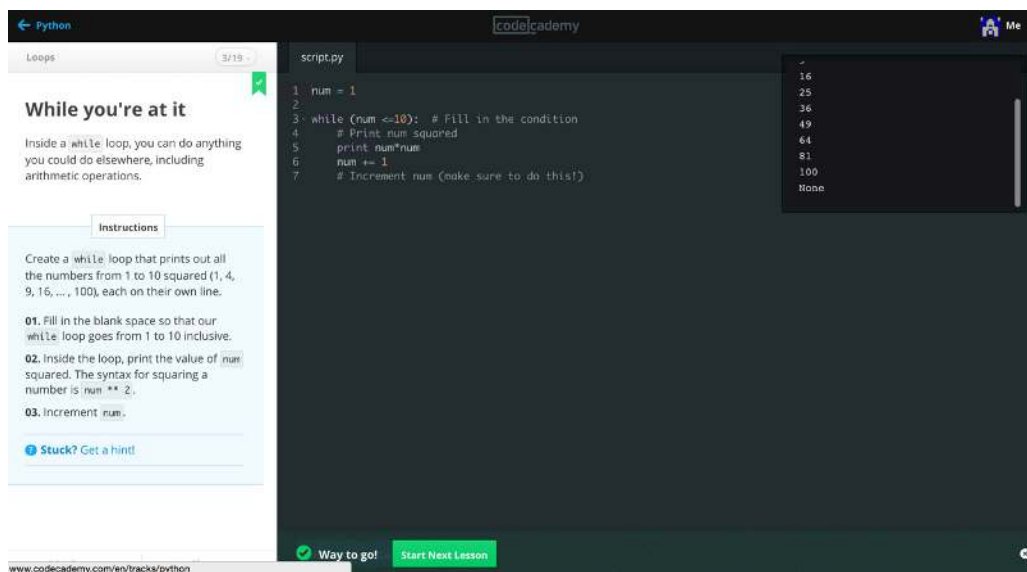 ← Python
codecademy
Me
Loops
3/19
script.py
While you're at it
Inside a while loop, you can do anything
you could do elsewhere, including
arithmetic operations.
Instructions
Create a while loop that prints out all
the numbers from 1 to 10 squared (1, 4,
9, 16, ... , 100), each on their own line.
01. Fill in the blank space so that our
while loop goes from 1 to 10 inclusive.
02. Inside the loop, print the value of num
squared. The syntax for squaring a
number is num ** 2.
03. Increment num.
? Stuck? Get a hint!
1 num = 1
2
3 while (num <=10): # Fill in the condition
4 # Print num squared
5 print num*num
6 num += 1
7 # Increment num (make sure to do this!)
16
25
36
49
64
81
100
None
Way to go!
Start Next Lesson
www.codecademy.com/en/tracks/python